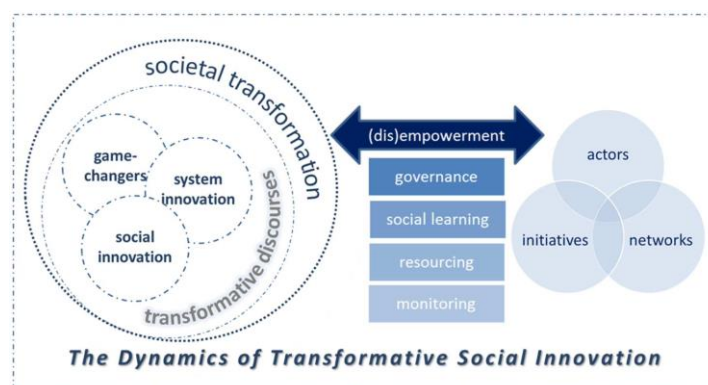 societal transformation
game-
changers
system
innovation
social
innovation
transformative discourses
(dis)empowerment
governance
social learning
resourcing
monitoring
actors
initiatives
networks
The Dynamics of Transformative Social Innovation